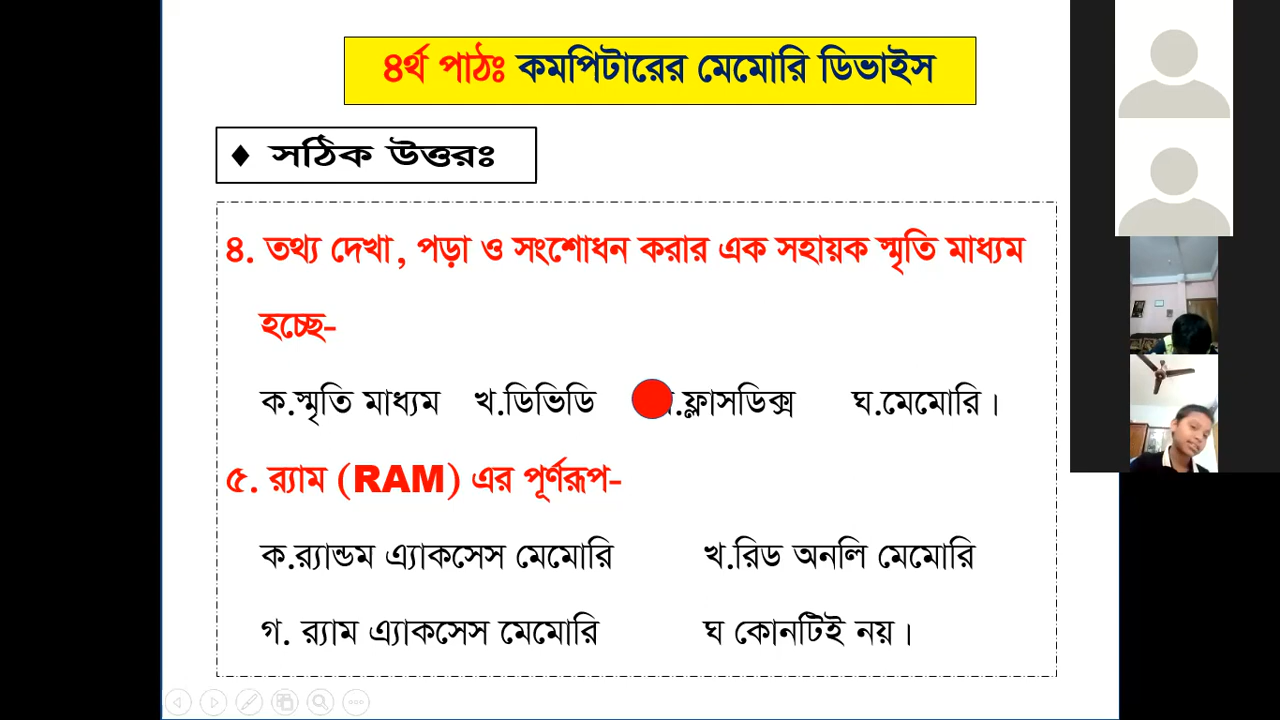 ৪র্থ পাঠঃ কমপিটারের মেমোরি ডিভাইস
♦ সঠিক উত্তরঃ
৪. তথ্য দেখা, পড়া ও সংশোধন করার এক সহায়ক স্মৃতি মাধ্যম
হচ্ছে-
ক.স্মৃতি মাধ্যম খ.ডিভিডি .ফ্লাসডিক্স ঘ.মেমোরি।
৫. র‍্যাম (RAM) এর পূর্ণরূপ-
ক.র‍্যান্ডম এ্যাকসেস মেমোরি খ.রিড অনলি মেমোরি
গ. র‍্যাম এ্যাকসেস মেমোরি ঘ কোনটিই নয়।